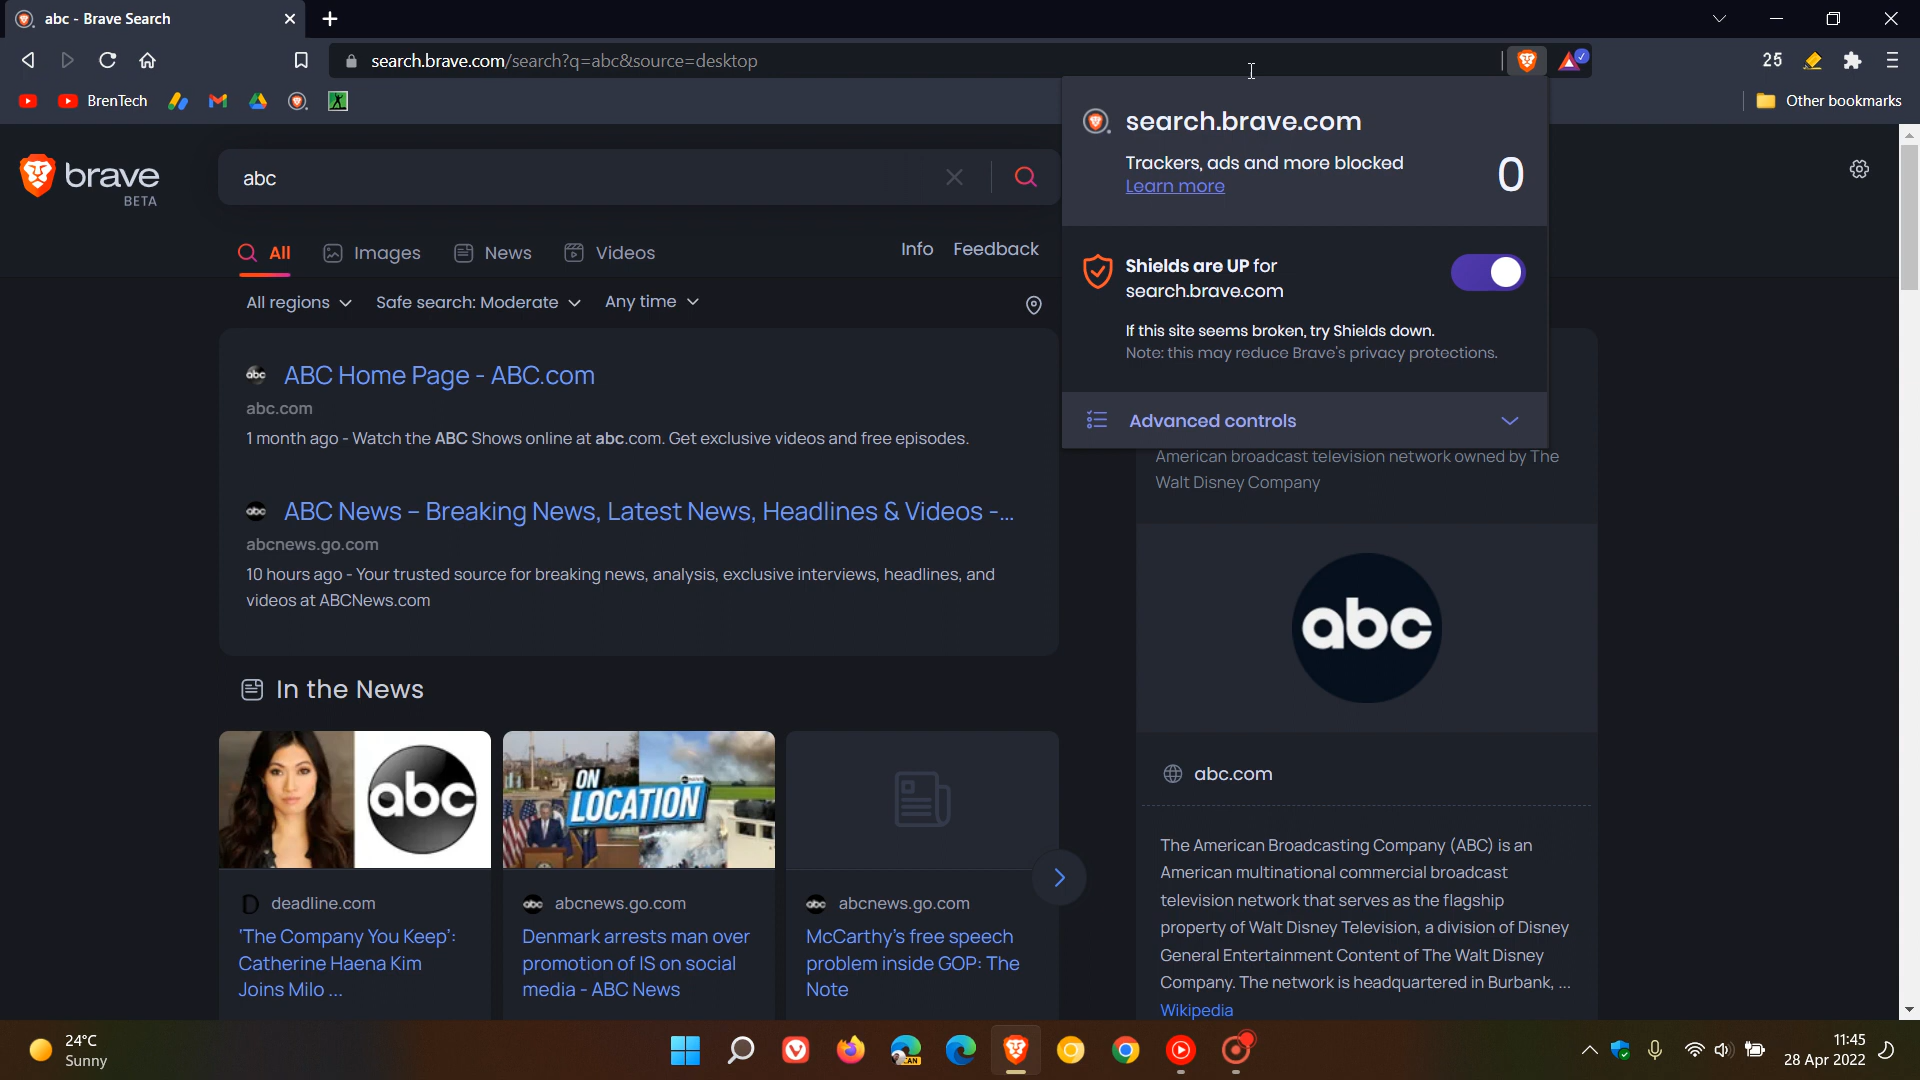 abc - Brave Search
search.brave.com/search?q=abc&source=desktop
25
BrenTech
Other bookmarks
brave
BETA
abc
search.brave.com
Trackers, ads and more blocked
Learn more
0
Shields are UP for
search.brave.com
If this site seems broken, try Shields down.
Note: this may reduce Brave's privacy protections.
Advanced controls
All
Images
News
Videos
Info
Feedback
All regions
Safe search: Moderate
Any time
abc
ABC Home Page - ABC.com
abc.com
1 month ago - Watch the ABC Shows online at abc.com. Get exclusive videos and free episodes.
abc
ABC News – Breaking News, Latest News, Headlines & Videos -...
abcnews.go.com
10 hours ago - Your trusted source for breaking news, analysis, exclusive interviews, headlines, and
videos at ABCNews.com
American broadcast television network owned by The
Walt Disney Company
abc
abc.com
The American Broadcasting Company (ABC) is an
American multinational commercial broadcast
television network that serves as the flagship
property of Walt Disney Television, a division of Disney
General Entertainment Content of The Walt Disney
Company. The network is headquartered in Burbank, ...
Wikipedia
In the News
abc
D
deadline.com
'The Company You Keep':
Catherine Haena Kim
Joins Milo ...
ON
LOCATION
abc
abcnews.go.com
Denmark arrests man over
promotion of IS on social
media - ABC News
abc
abcnews.go.com
McCarthy's free speech
problem inside GOP: The
Note
24°C
Sunny
CAN
11:45
28 Apr 2022